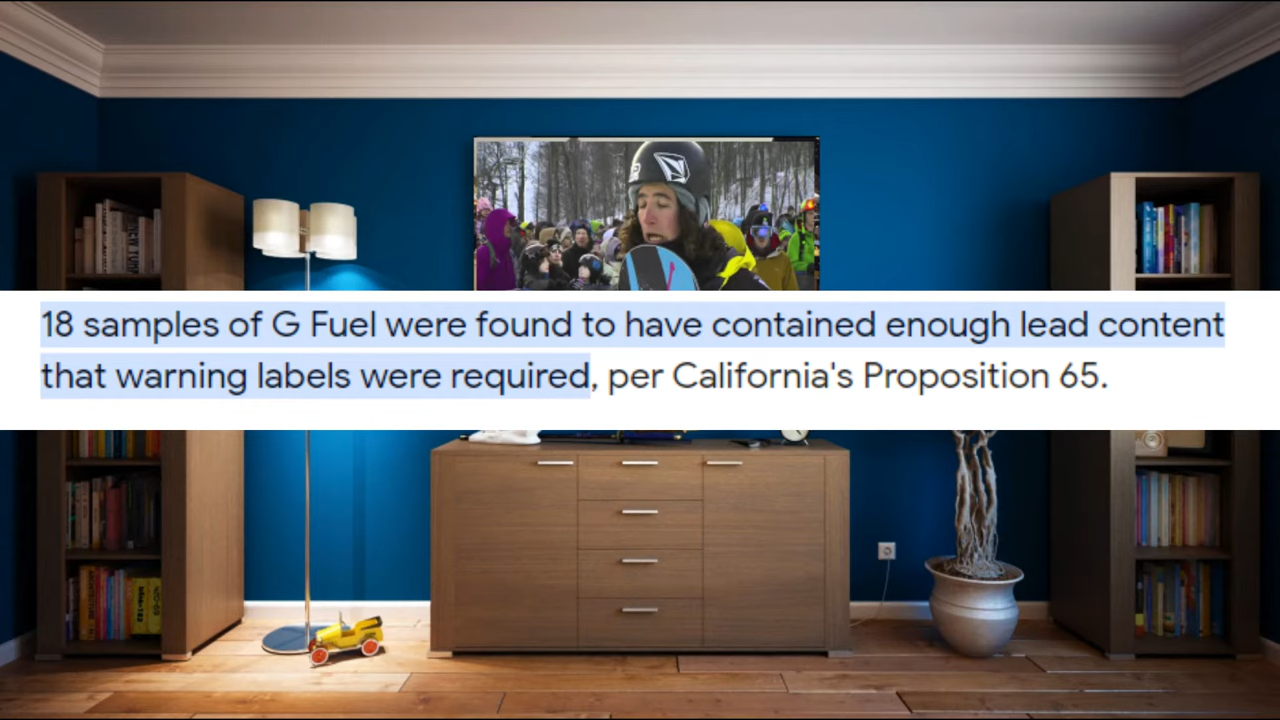 18 samples of G Fuel were found to have contained enough lead content
that warning labels were required, per California's Proposition 65.